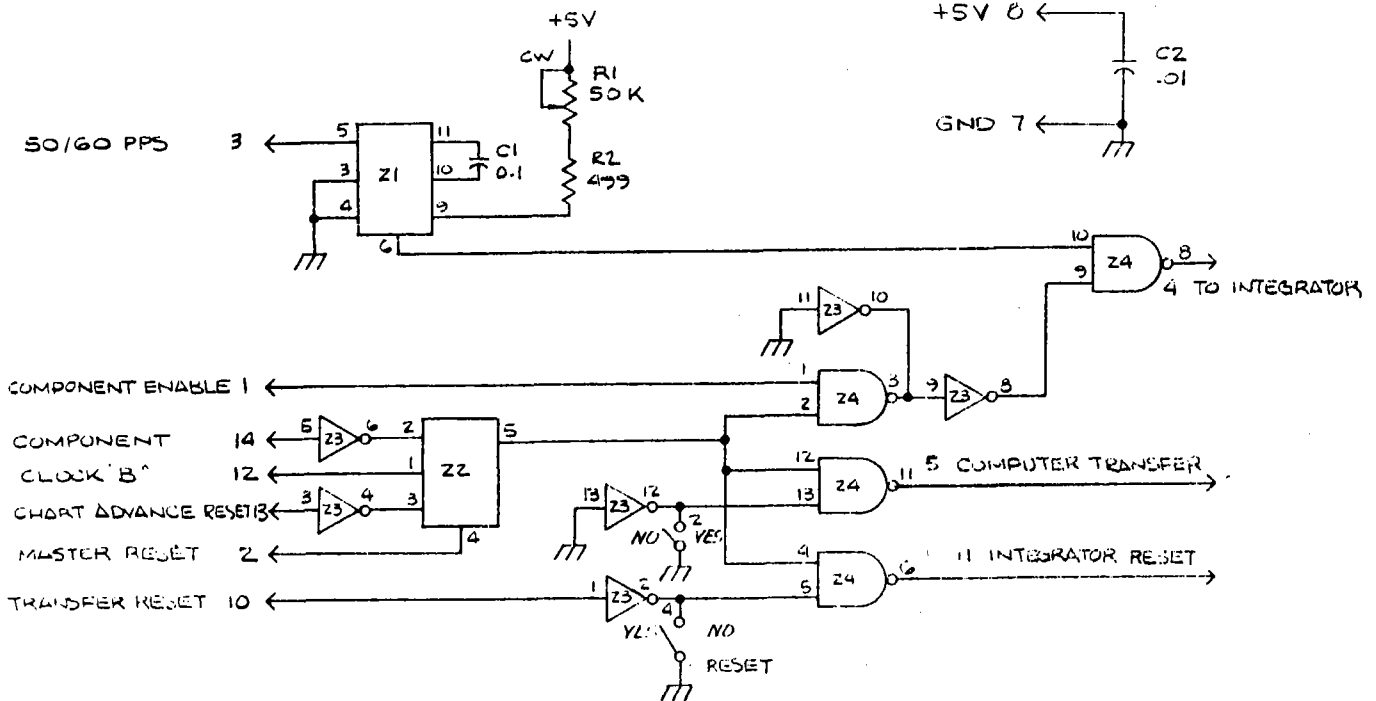 +5V
CW
R1
50K
+5V 8
C2
.01
GND 7
50/60 PPS 3
5
11
3
Z1
10
C1
0.1
4
9
6
R2
499
10
9
Z4
8
4 TO INTEGRATOR
11
Z3
10
COMPONENT ENABLE 1
1
2
Z4
3
9
Z3
8
COMPONENT 14
5
Z3
6
2
5
CLOCK "B" 12
1
Z2
CHART ADVANCE RESET 13
3
Z3
4
3
MASTER RESET 2
4
12
13
Z4
11
5 COMPUTER TRANSFER
13
Z3
12
2
NO
YES
4
5
Z4
6
11 INTEGRATOR RESET
TRANSFER RESET 10
1
Z3
2
4
YES
NO
RESET